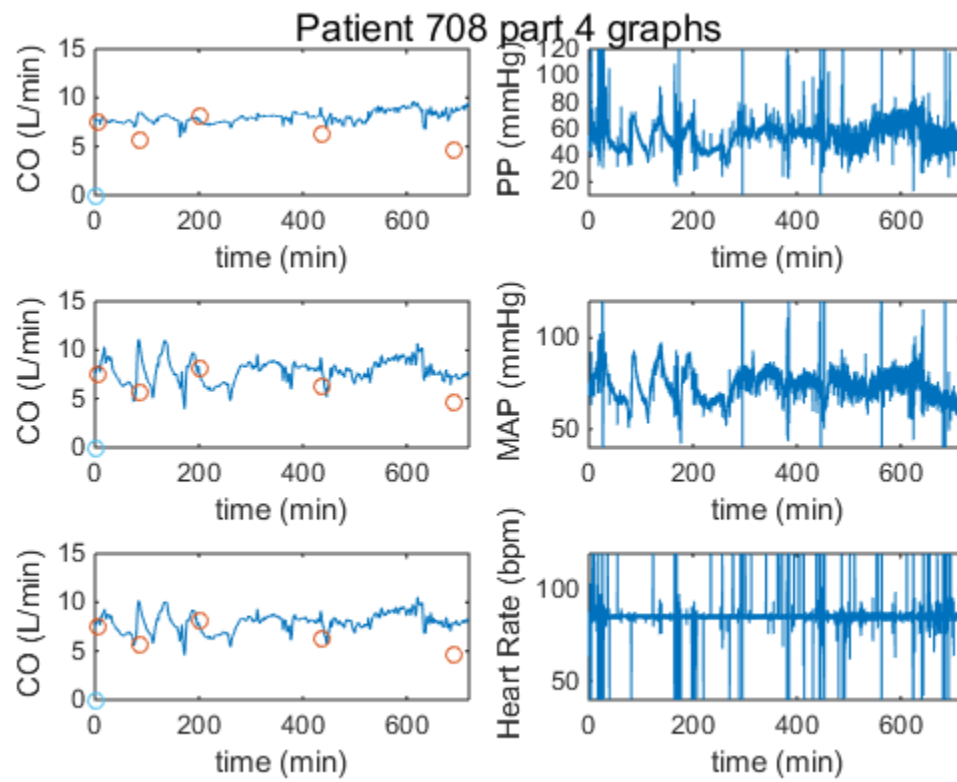 Patient 708 part 4 graphs
15
10
5
0
CO (L/min)
0 200 400 600
time (min)
120
100
80
60
40
20
PP (mmHg)
0 200 400 600
time (min)
15
10
5
0
CO (L/min)
0 200 400 600
time (min)
100
50
MAP (mmHg)
0 200 400 600
time (min)
15
10
5
0
CO (L/min)
0 200 400 600
time (min)
100
50
Heart Rate (bpm)
0 200 400 600
time (min)